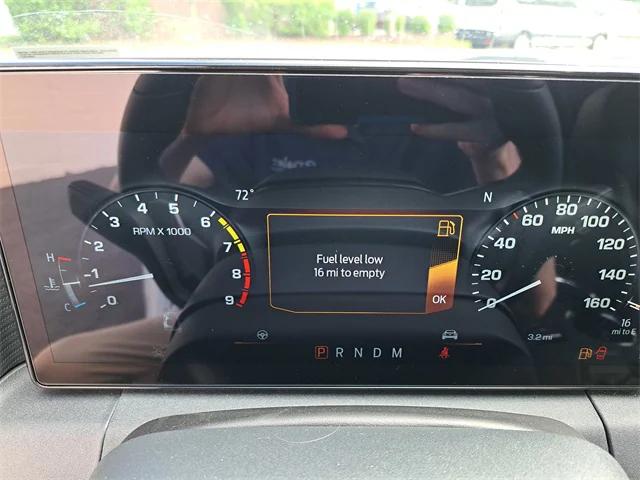 72°
N
RPM X 1000
0
1
2
3
4
5
6
7
8
9
H
C
Fuel level low
16 mi to empty
OK
MPH
0
20
40
60
80
100
120
140
160
16
mi to E
3.2 mi
P R N D M